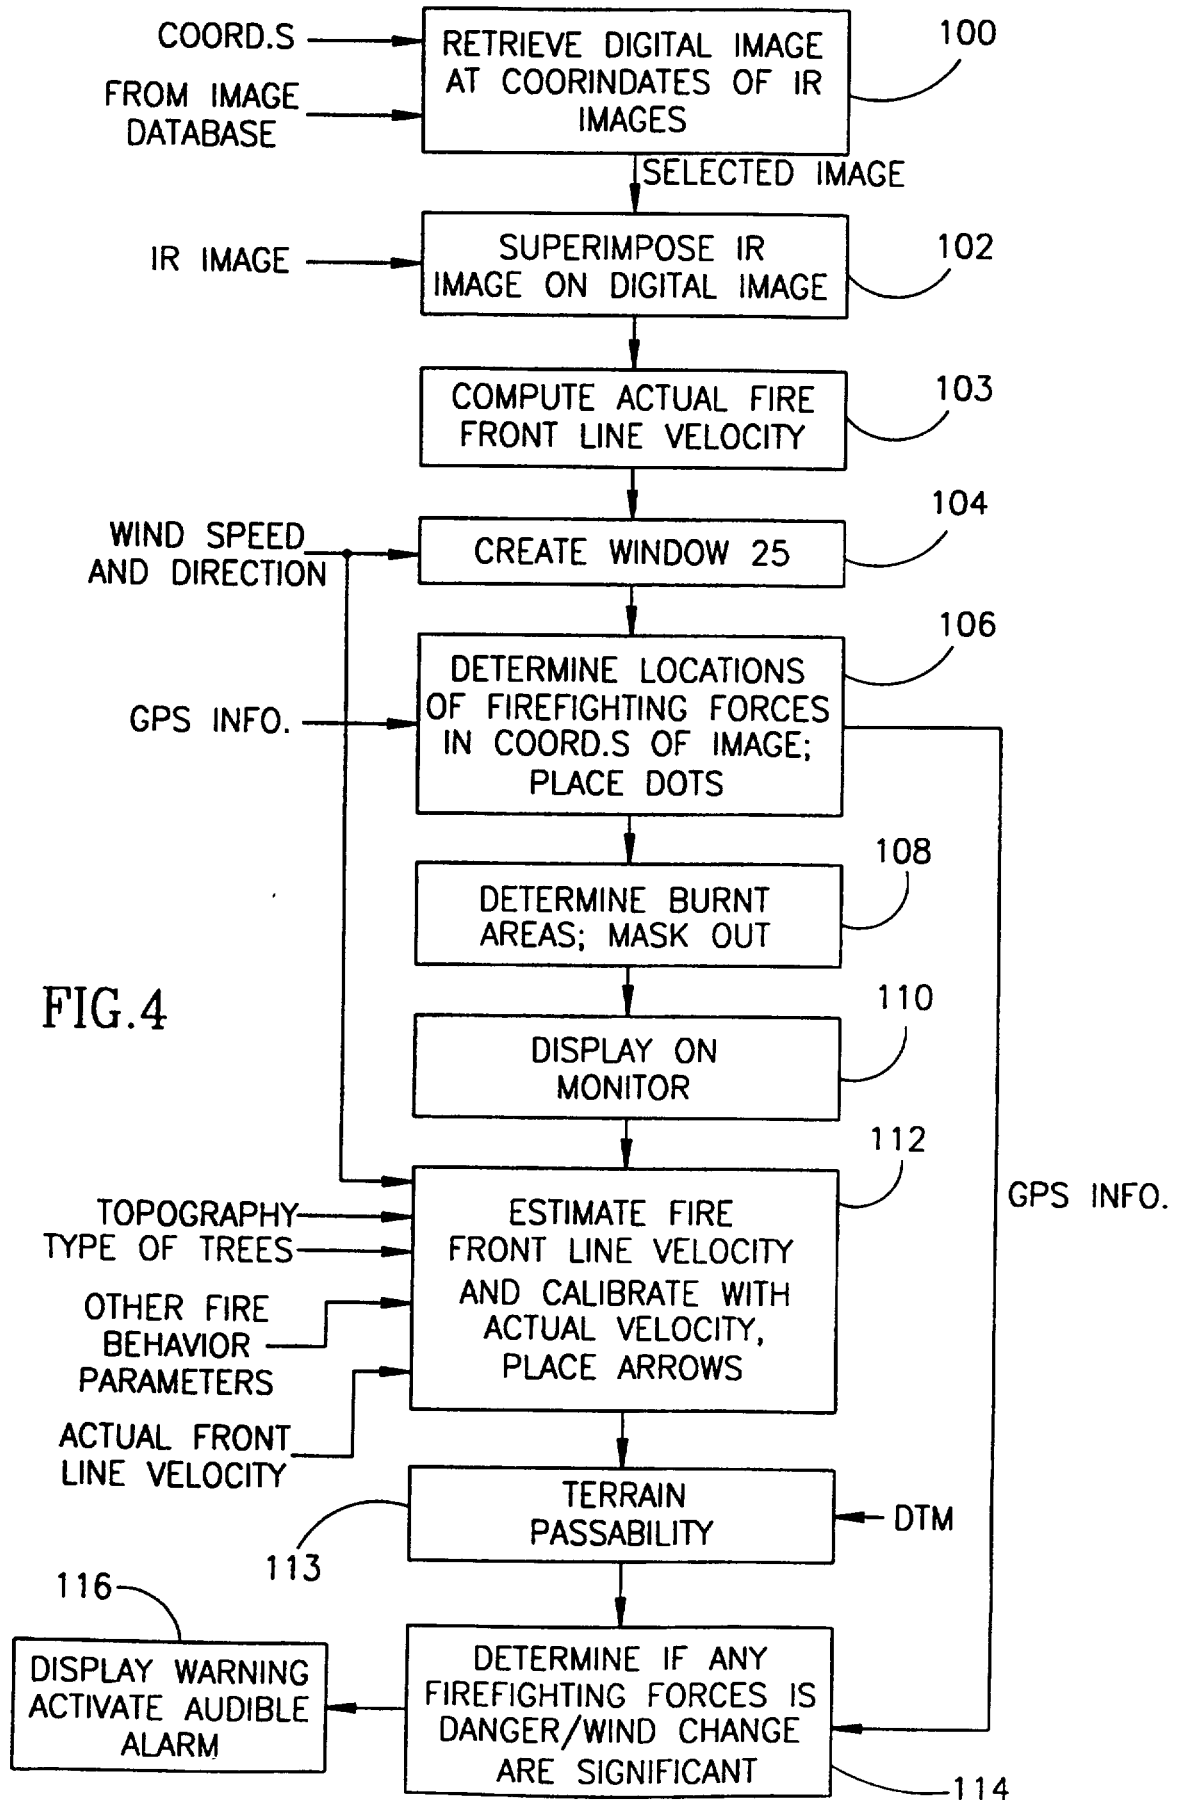 COORD.S
FROM IMAGE
DATABASE
RETRIEVE DIGITAL IMAGE
AT COORINDATES OF IR
IMAGES
100
SELECTED IMAGE
IR IMAGE
SUPERIMPOSE IR
IMAGE ON DIGITAL IMAGE
102
COMPUTE ACTUAL FIRE
FRONT LINE VELOCITY
103
WIND SPEED
AND DIRECTION
CREATE WINDOW 25
104
GPS INFO.
DETERMINE LOCATIONS
OF FIREFIGHTING FORCES
IN COORD.S OF IMAGE;
PLACE DOTS
106
DETERMINE BURNT
AREAS; MASK OUT
108
FIG.4
DISPLAY ON
MONITOR
110
TOPOGRAPHY
TYPE OF TREES
OTHER FIRE
BEHAVIOR
PARAMETERS
ACTUAL FRONT
LINE VELOCITY
ESTIMATE FIRE
FRONT LINE VELOCITY
AND CALIBRATE WITH
ACTUAL VELOCITY,
PLACE ARROWS
112
GPS INFO.
TERRAIN
PASSABILITY
DTM
113
116
DISPLAY WARNING
ACTIVATE AUDIBLE
ALARM
DETERMINE IF ANY
FIREFIGHTING FORCES IS
DANGER/WIND CHANGE
ARE SIGNIFICANT
114